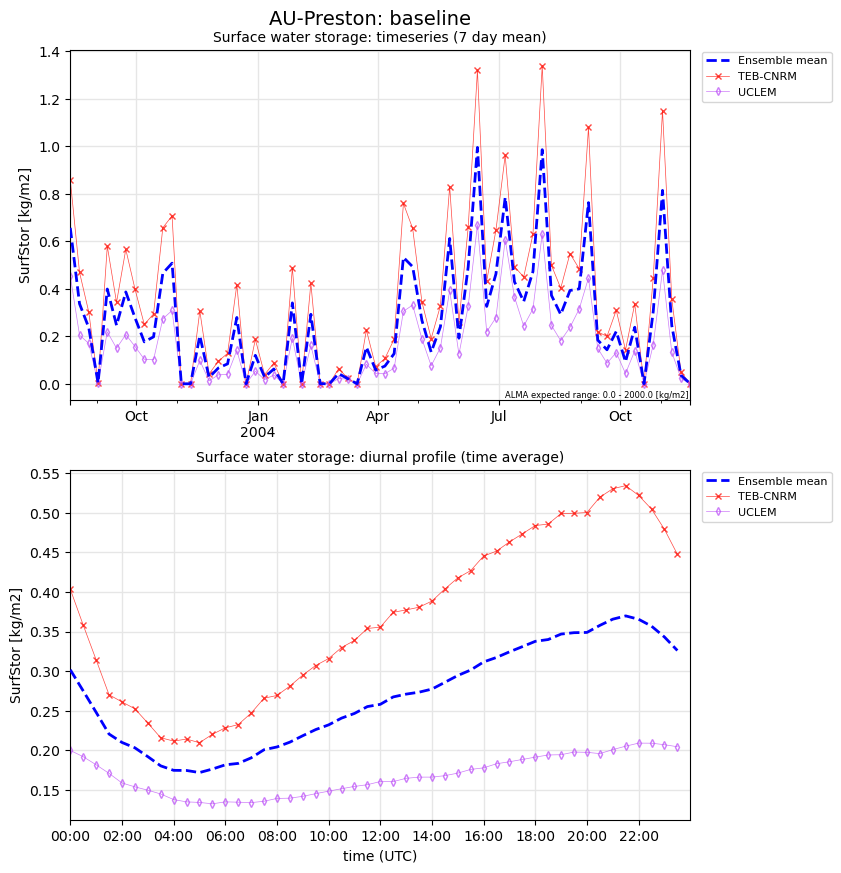 AU-Preston: baseline
Surface water storage: timeseries (7 day mean)
1.4
1.2
1.0
0.8
0.6
0.4
0.2
0.0
SurfStor [kg/m2]
Oct
Jan
2004
Apr
Jul
Oct
ALMA expected range: 0.0 - 2000.0 [kg/m2]
Ensemble mean
TEB-CNRM
UCLEM
Surface water storage: diurnal profile (time average)
0.55
0.50
0.45
0.40
0.35
0.30
0.25
0.20
0.15
SurfStor [kg/m2]
00:00
02:00
04:00
06:00
08:00
10:00
12:00
14:00
16:00
18:00
20:00
22:00
time (UTC)
Ensemble mean
TEB-CNRM
UCLEM